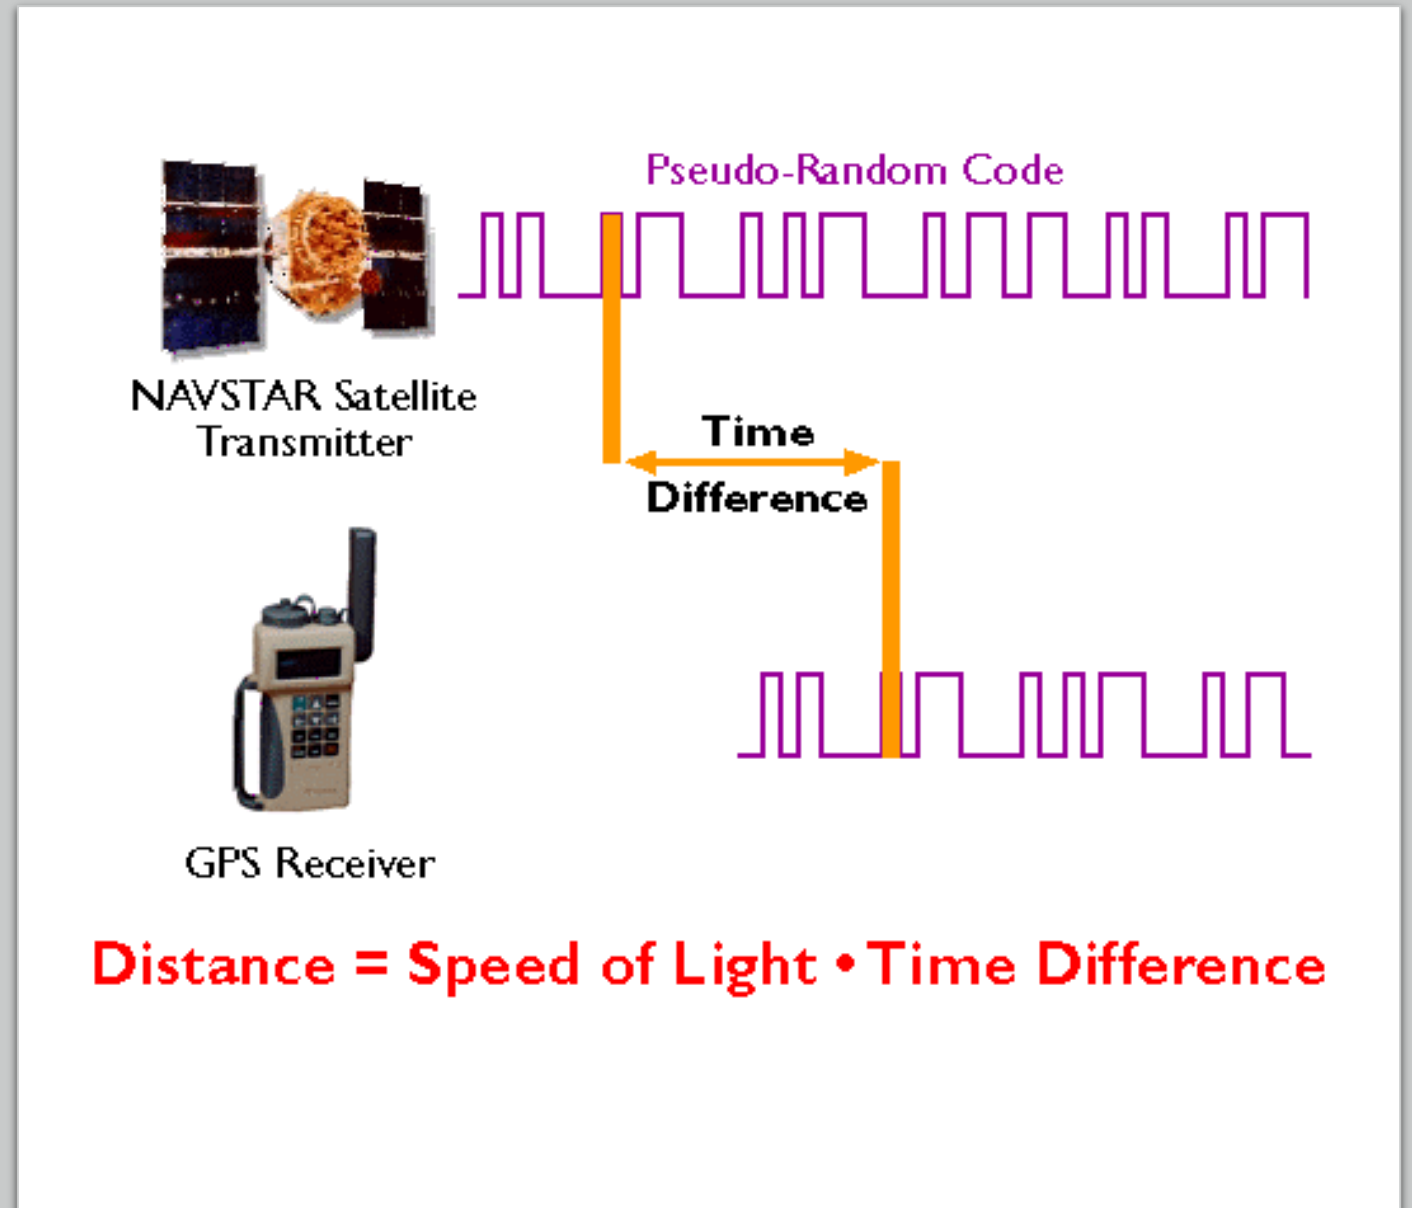 Pseudo-Random Code
NAVSTAR Satellite
Transmitter
Time
Difference
GPS Receiver
Distance = Speed of Light • Time Difference